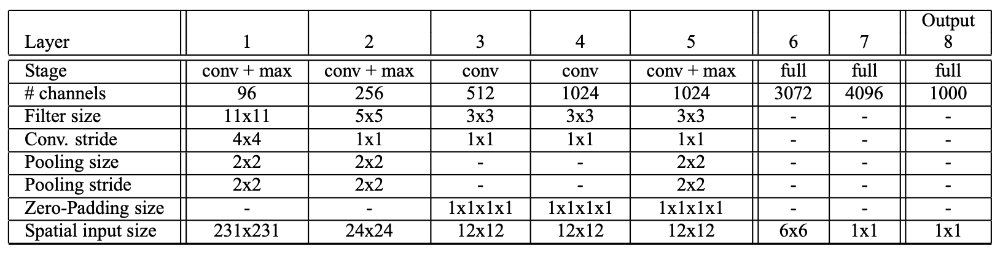 Output
Layer 1 2 3 4 5 6 7 8
Stage conv + max conv + max conv conv conv + max full full full
# channels 96 256 512 1024 1024 3072 4096 1000
Filter size 11x11 5x5 3x3 3x3 3x3 - - -
Conv. stride 4x4 1x1 1x1 1x1 1x1 - - -
Pooling size 2x2 2x2 - - 2x2 - - -
Pooling stride 2x2 2x2 - - 2x2 - - -
Zero-Padding size - - 1x1x1x1 1x1x1x1 1x1x1x1 - - -
Spatial input size 231x231 24x24 12x12 12x12 12x12 6x6 1x1 1x1